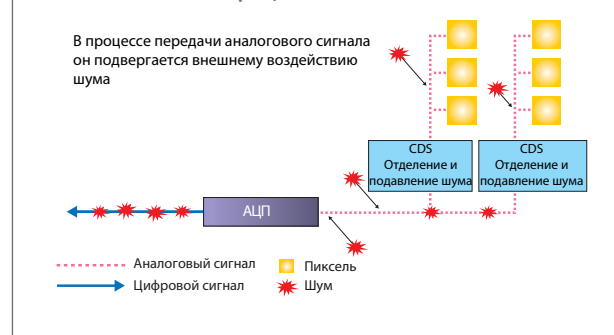 В процессе передачи аналогового сигнала
он подвергается внешнему воздействию
шума
CDS
Отделение и
подавление шума
CDS
Отделение и
подавление шума
АЦП
Аналоговый сигнал
Пиксель
Цифровой сигнал
Шум